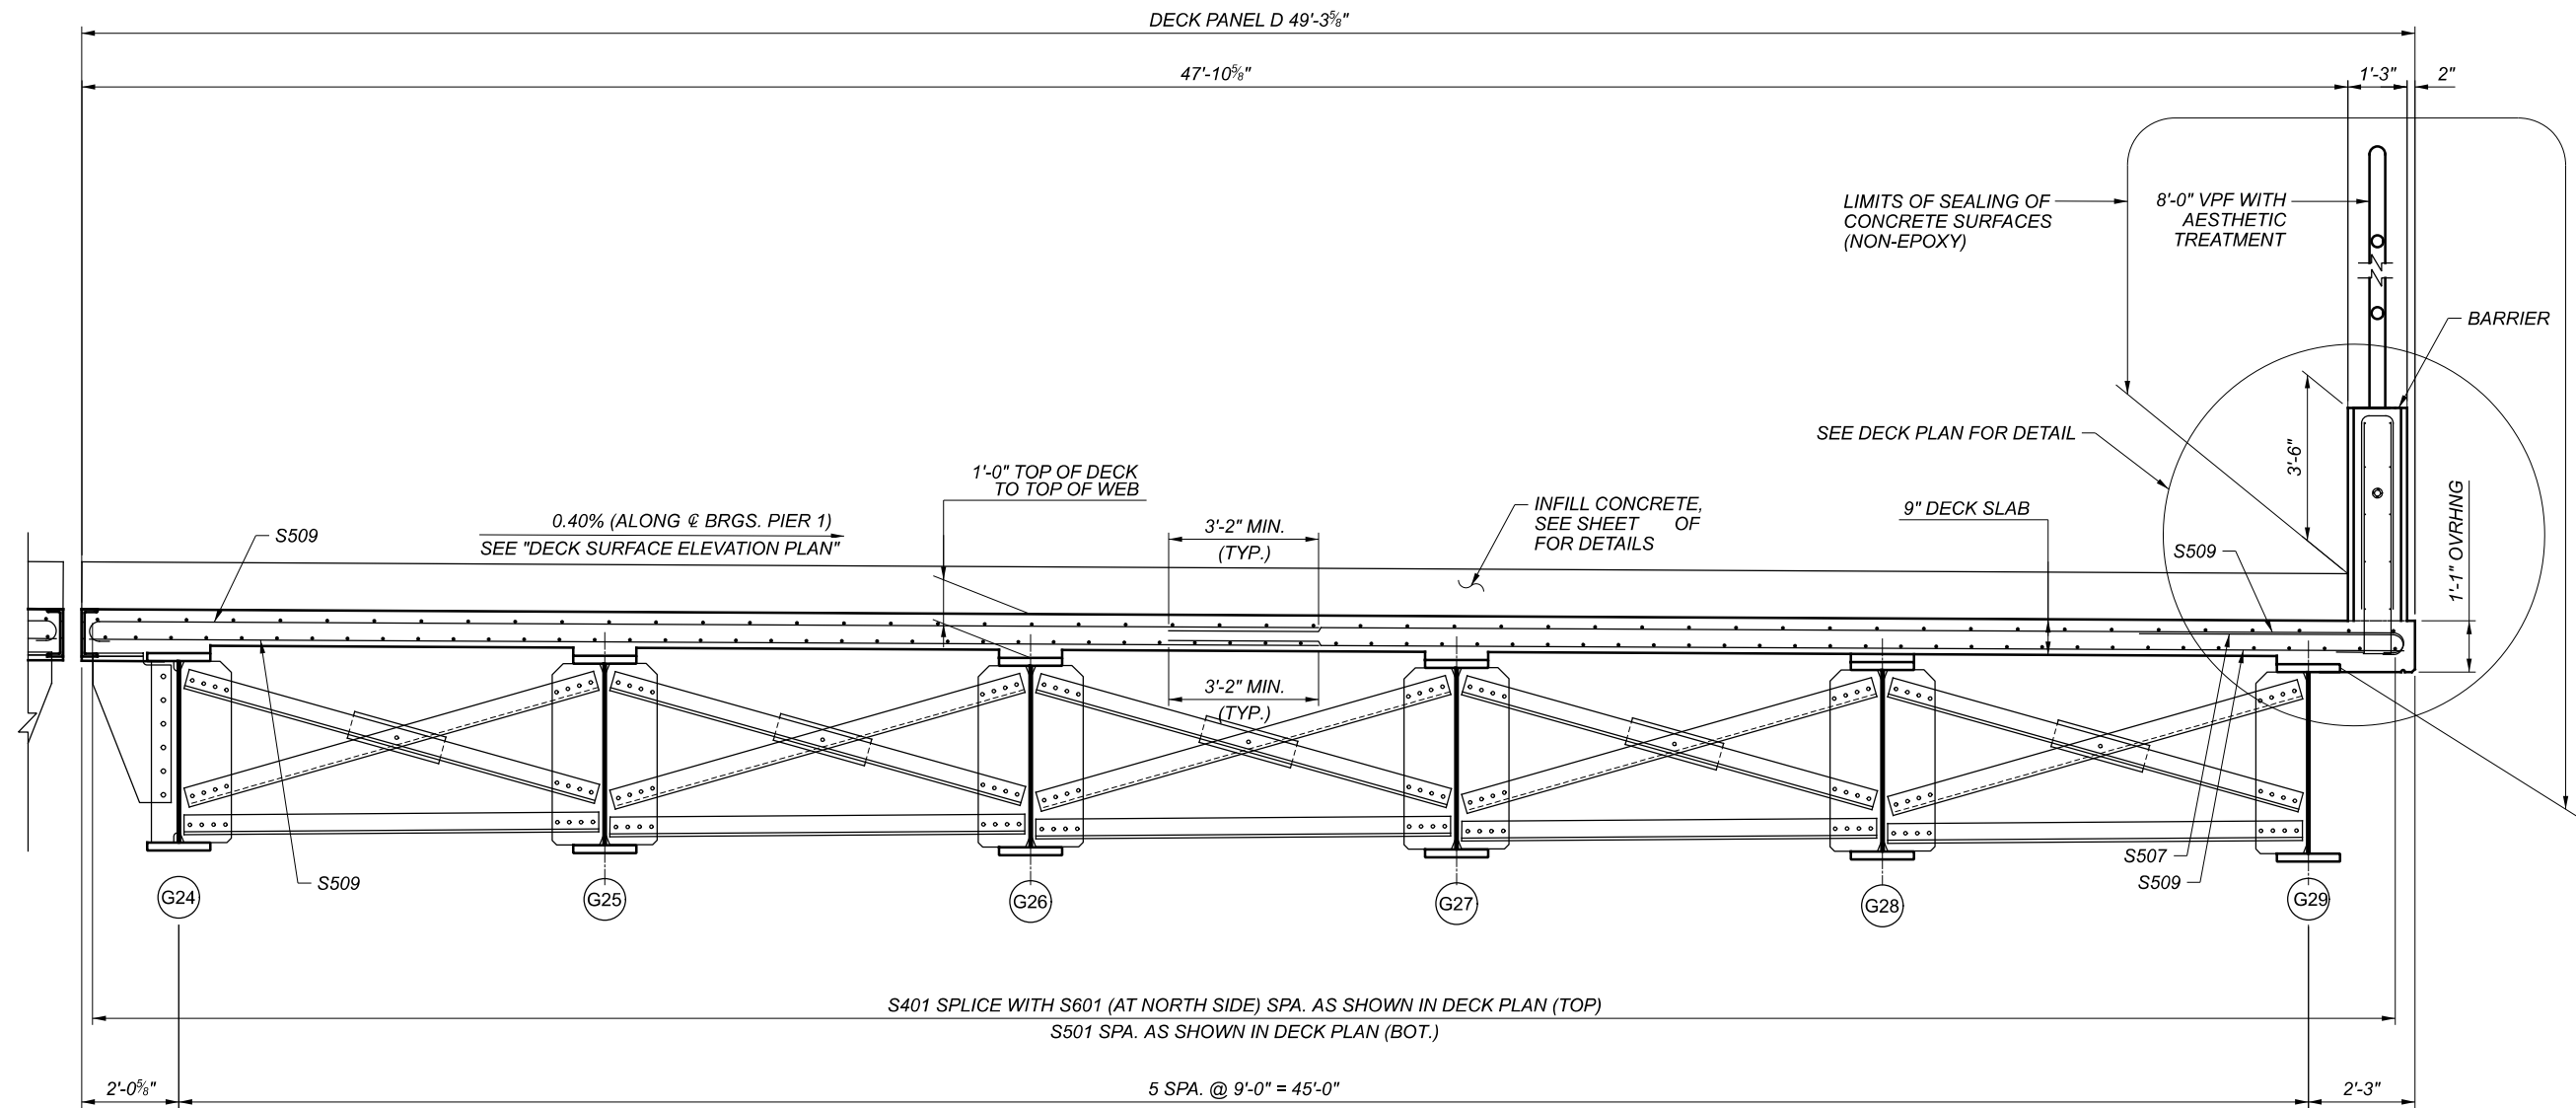 DECK PANEL D 49'-3⅝"
47'-10⅝"
1'-3"
2"
LIMITS OF SEALING OF
CONCRETE SURFACES
(NON-EPOXY)
8'-0" VPF WITH
AESTHETIC
TREATMENT
BARRIER
SEE DECK PLAN FOR DETAIL
3'-6"
1'-1" OVRHNG
1'-0" TOP OF DECK
TO TOP OF WEB
INFILL CONCRETE,
SEE SHEET OF
FOR DETAILS
9" DECK SLAB
S509
0.40% (ALONG ℄ BRGS. PIER 1)
SEE "DECK SURFACE ELEVATION PLAN"
3'-2" MIN.
(TYP.)
S509
3'-2" MIN.
(TYP.)
S509
S507
S509
G24
G25
G26
G27
G28
G29
S401 SPLICE WITH S601 (AT NORTH SIDE) SPA. AS SHOWN IN DECK PLAN (TOP)
S501 SPA. AS SHOWN IN DECK PLAN (BOT.)
2'-0⅝"
5 SPA. @ 9'-0" = 45'-0"
2'-3"